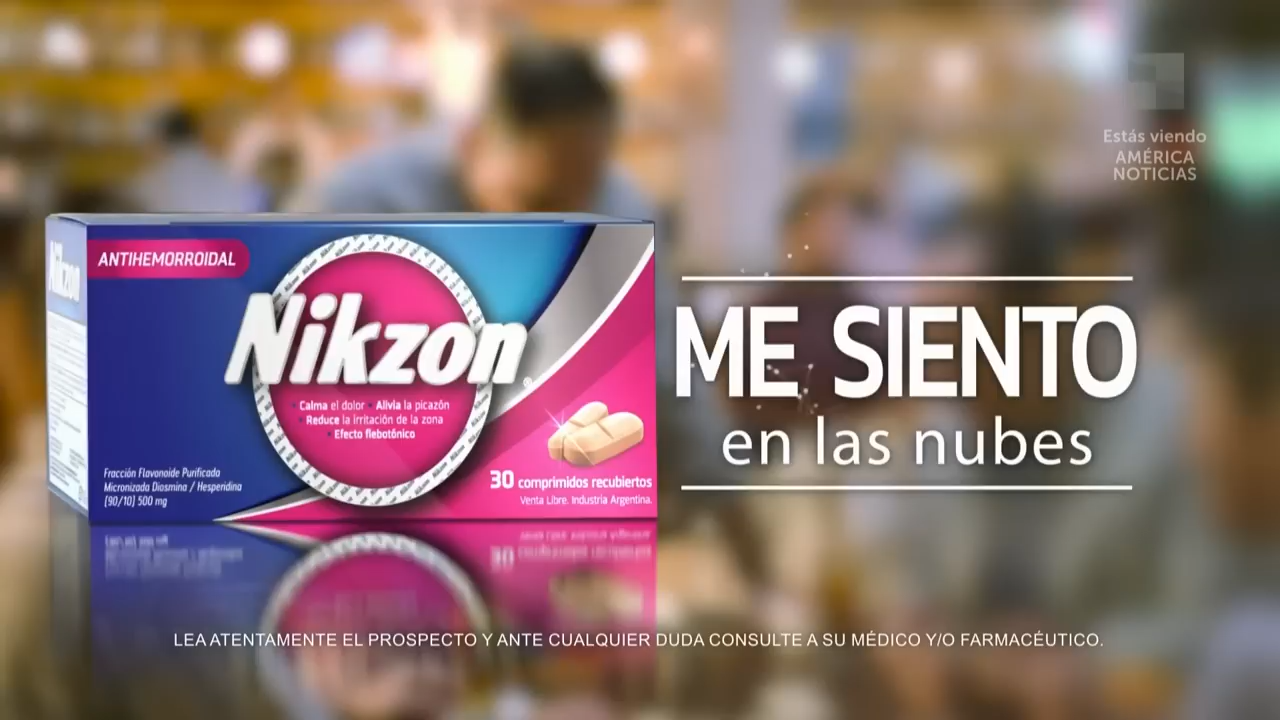 Estás viendo
AMÉRICA
NOTICIAS
Nikzon
ANTIHEMORROIDAL
Nikzon®
• Calma el dolor • Alivia la picazón
• Reduce la irritación de la zona
• Efecto flebotónico
Fracción Flavonoide Purificada
Micronizada Diosmina / Hesperidina
(90/10) 500 mg
30 comprimidos recubiertos
Venta Libre. Industria Argentina.
ME SIENTO
en las nubes
LEA ATENTAMENTE EL PROSPECTO Y ANTE CUALQUIER DUDA CONSULTE A SU MÉDICO Y/O FARMACÉUTICO.